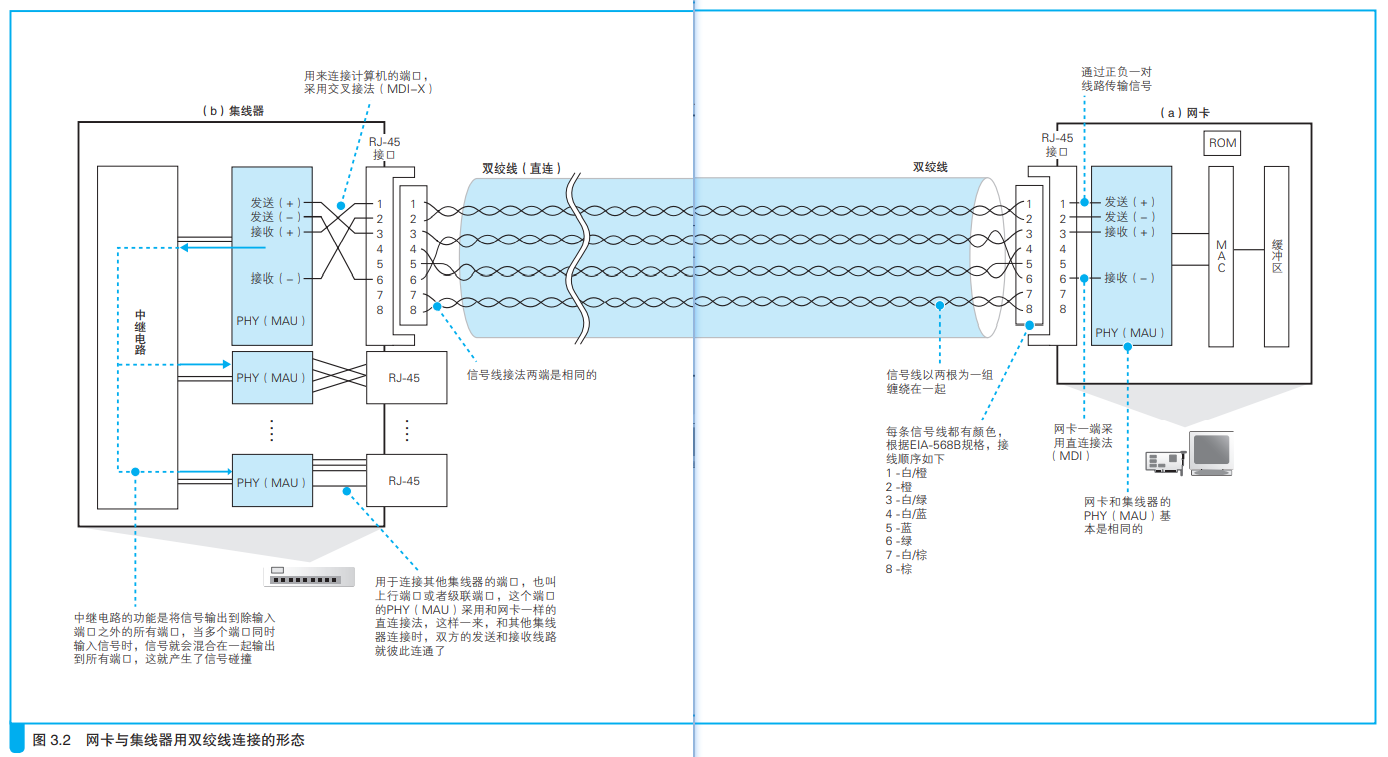 用来连接计算机的端口，
采用交叉接法（MDI-X）
（b）集线器
RJ-45
接口
双绞线（直连）
发送（+）
发送（−）
接收（+）
接收（−）
PHY（MAU）
1
2
3
4
5
6
7
8
1
2
3
4
5
6
7
8
中继电路
PHY（MAU）
RJ-45
PHY（MAU）
RJ-45
信号线接法两端是相同的
用于连接其他集线器的端口，也叫
上行端口或者级联端口，这个端口
的PHY（MAU）采用和网卡一样的
直连接法，这样一来，和其他集线
器连接时，双方的发送和接收线路
就彼此连通了
中继电路的功能是将信号输出到除输入
端口之外的所有端口，当多个端口同时
输入信号时，信号就会混合在一起输出
到所有端口，这就产生了信号碰撞
通过正负一对
线路传输信号
（a）网卡
RJ-45
接口
ROM
双绞线
1
2
3
4
5
6
7
8
1
2
3
4
5
6
7
8
发送（+）
发送（−）
接收（+）
接收（−）
PHY（MAU）
MAC
缓冲区
信号线以两根为一组
缠绕在一起
每条信号线都有颜色，
根据EIA-568B规格，接
线顺序如下
1 -白/橙
2 -橙
3 -白/绿
4 -白/蓝
5 -蓝
6 -绿
7 -白/棕
8 -棕
网卡一端采
用直连接法
（MDI）
网卡和集线器的
PHY（MAU）基
本是相同的
图 3.2 网卡与集线器用双绞线连接的形态